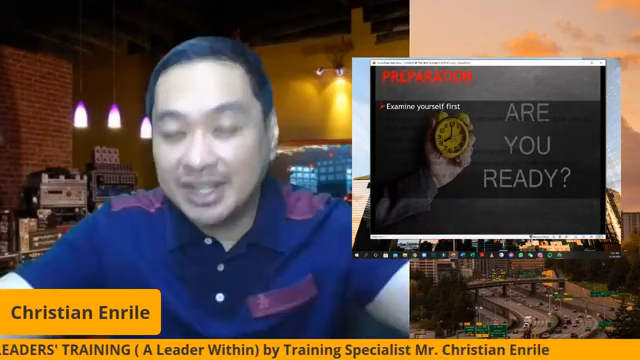 PREPARATION
Examine yourself first
ARE
YOU
READY?
Christian Enrile
LEADERS' TRAINING ( A Leader Within) by Training Specialist Mr. Christian Enrile